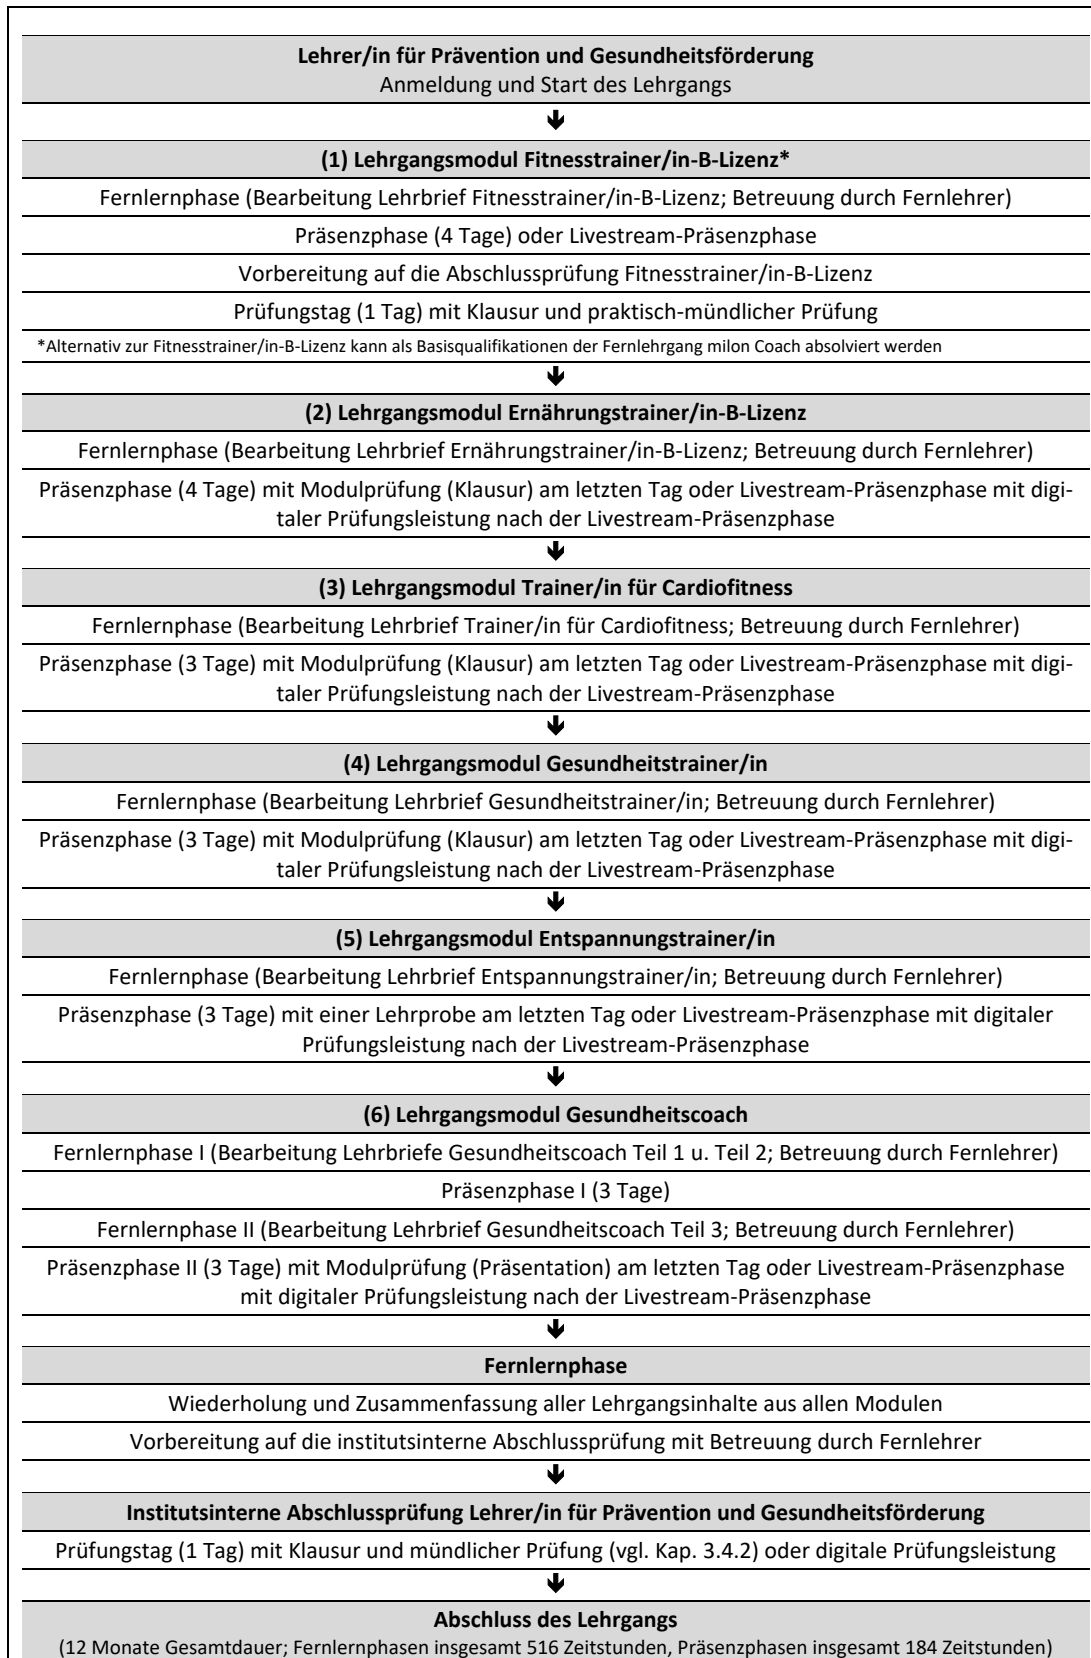 Lehrer/in für Prävention und Gesundheitsförderung
Anmeldung und Start des Lehrgangs
(1) Lehrgangsmodul Fitnesstrainer/in-B-Lizenz*
Fernlernphase (Bearbeitung Lehrbrief Fitnesstrainer/in-B-Lizenz; Betreuung durch Fernlehrer)
Präsenzphase (4 Tage) oder Livestream-Präsenzphase
Vorbereitung auf die Abschlussprüfung Fitnesstrainer/in-B-Lizenz
Prüfungstag (1 Tag) mit Klausur und praktisch-mündlicher Prüfung
*Alternativ zur Fitnesstrainer/in-B-Lizenz kann als Basisqualifikationen der Fernlehrgang milon Coach absolviert werden
(2) Lehrgangsmodul Ernährungstrainer/in-B-Lizenz
Fernlernphase (Bearbeitung Lehrbrief Ernährungstrainer/in-B-Lizenz; Betreuung durch Fernlehrer)
Präsenzphase (4 Tage) mit Modulprüfung (Klausur) am letzten Tag oder Livestream-Präsenzphase mit digi-
taler Prüfungsleistung nach der Livestream-Präsenzphase
(3) Lehrgangsmodul Trainer/in für Cardiofitness
Fernlernphase (Bearbeitung Lehrbrief Trainer/in für Cardiofitness; Betreuung durch Fernlehrer)
Präsenzphase (3 Tage) mit Modulprüfung (Klausur) am letzten Tag oder Livestream-Präsenzphase mit digi-
taler Prüfungsleistung nach der Livestream-Präsenzphase
(4) Lehrgangsmodul Gesundheitstrainer/in
Fernlernphase (Bearbeitung Lehrbrief Gesundheitstrainer/in; Betreuung durch Fernlehrer)
Präsenzphase (3 Tage) mit Modulprüfung (Klausur) am letzten Tag oder Livestream-Präsenzphase mit digi-
taler Prüfungsleistung nach der Livestream-Präsenzphase
(5) Lehrgangsmodul Entspannungstrainer/in
Fernlernphase (Bearbeitung Lehrbrief Entspannungstrainer/in; Betreuung durch Fernlehrer)
Präsenzphase (3 Tage) mit einer Lehrprobe am letzten Tag oder Livestream-Präsenzphase mit digitaler
Prüfungsleistung nach der Livestream-Präsenzphase
(6) Lehrgangsmodul Gesundheitscoach
Fernlernphase I (Bearbeitung Lehrbriefe Gesundheitscoach Teil 1 u. Teil 2; Betreuung durch Fernlehrer)
Präsenzphase I (3 Tage)
Fernlernphase II (Bearbeitung Lehrbrief Gesundheitscoach Teil 3; Betreuung durch Fernlehrer)
Präsenzphase II (3 Tage) mit Modulprüfung (Präsentation) am letzten Tag oder Livestream-Präsenzphase
mit digitaler Prüfungsleistung nach der Livestream-Präsenzphase
Fernlernphase
Wiederholung und Zusammenfassung aller Lehrgangsinhalte aus allen Modulen
Vorbereitung auf die institutsinterne Abschlussprüfung mit Betreuung durch Fernlehrer
Institutsinterne Abschlussprüfung Lehrer/in für Prävention und Gesundheitsförderung
Prüfungstag (1 Tag) mit Klausur und mündlicher Prüfung (vgl. Kap. 3.4.2) oder digitale Prüfungsleistung
Abschluss des Lehrgangs
(12 Monate Gesamtdauer; Fernlernphasen insgesamt 516 Zeitstunden, Präsenzphasen insgesamt 184 Zeitstunden)